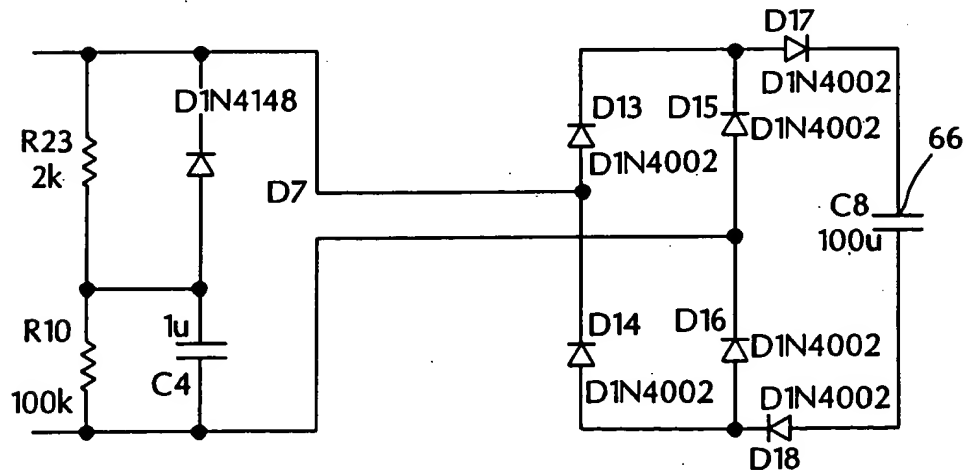 D17
D1N4148
D1N4002
D13
D15
R23
2k
D1N4002
D1N4002
66
D7
C8
100u
R10
1u
D14
D16
C4
D1N4002
D1N4002
100k
D1N4002
D18